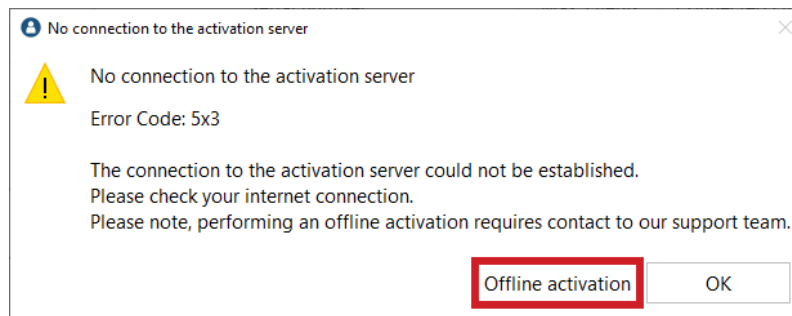 No connection to the activation server
No connection to the activation server
Error Code: 5x3
The connection to the activation server could not be established.
Please check your internet connection.
Please note, performing an offline activation requires contact to our support team.
Offline activation OK